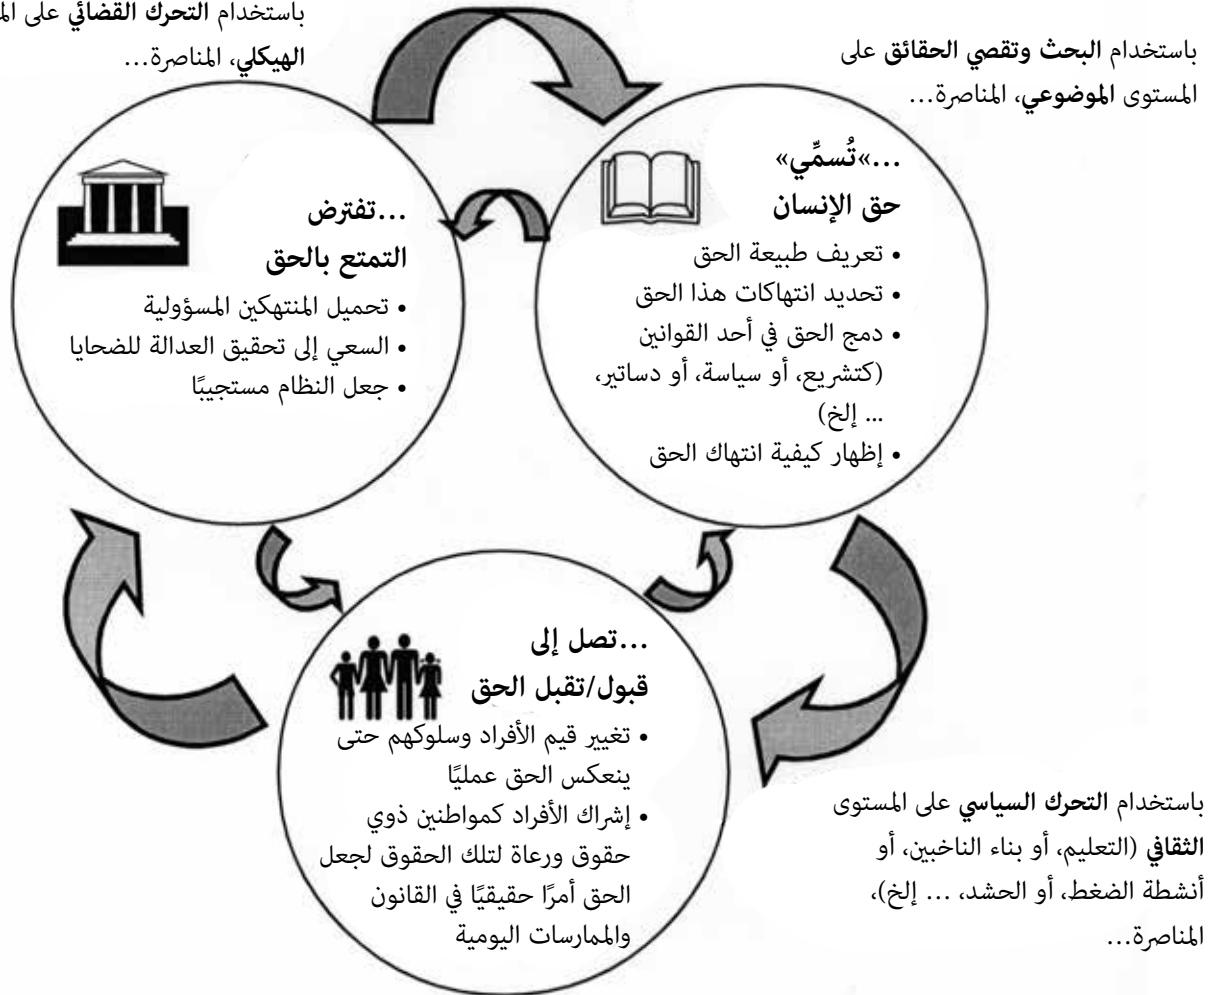 باستخدام البحث وتقصي الحقائق على
المستوى الموضوعي، المناصرة...
...»تُسمِّي»
حق الإنسان
• تعريف طبيعة الحق
• تحديد انتهاكات هذا الحق
• دمج الحق في أحد القوانين
(كتشريع، أو سياسة، أو دساتير،
... إلخ)
• إظهار كيفية انتهاك الحق
باستخدام التحرك القضائي على
الهيكلي، المناصرة...
...تفترض
التمتع بالحق
• تحميل المنتهكين المسؤولية
• السعي إلى تحقيق العدالة للضحايا
• جعل النظام مستجيبًا
باستخدام التحرك السياسي على المستوى
الثقافي (التعليم، أو بناء الناخبين، أو
أنشطة الضغط، أو الحشد، ... إلخ)،
المناصرة...
...تصل إلى
قبول/تقبل الحق
• تغيير قيم الأفراد وسلوكهم حتى
ينعكس الحق عمليًا
• إشراك الأفراد كمواطنين ذوي
حقوق ورعاة لتلك الحقوق لجعل
الحق أمرًا حقيقيًا في القانون
والممارسات اليومية